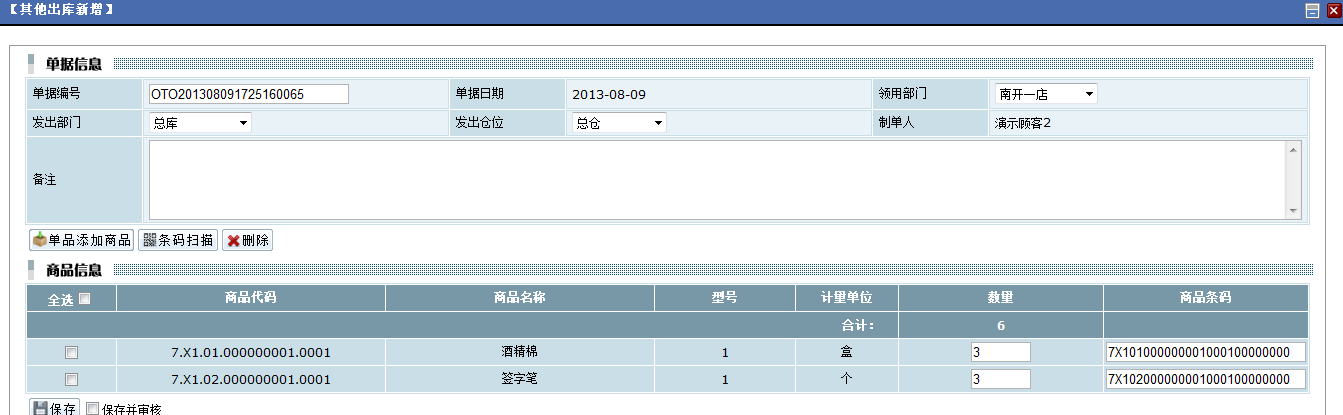 【其他出库新增】
单据信息
单据编号 OTO201308091725160065 单据日期 2013-08-09 领用部门 南开一店
发出部门 总库 发出仓位 总仓 制单人 演示顾客2
备注
单品添加商品 条码扫描 删除
商品信息
全选 商品代码 商品名称 型号 计量单位 数量 商品条码
合计： 6
7.X1.01.000000001.0001 酒精棉 1 盒 3 7X101000000001000100000000
7.X1.02.000000001.0001 签字笔 1 个 3 7X102000000001000100000000
保存 保存并审核